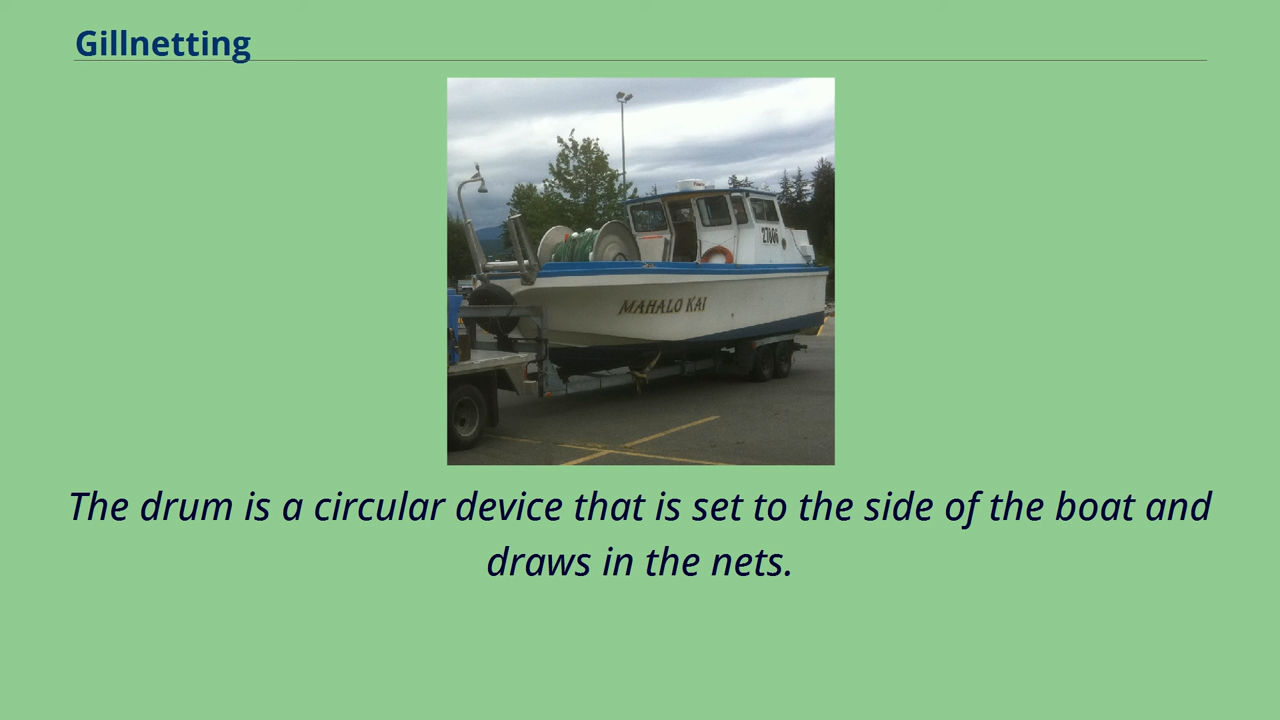 Gillnetting
27886
MAHALO KAI
The drum is a circular device that is set to the side of the boat and
draws in the nets.